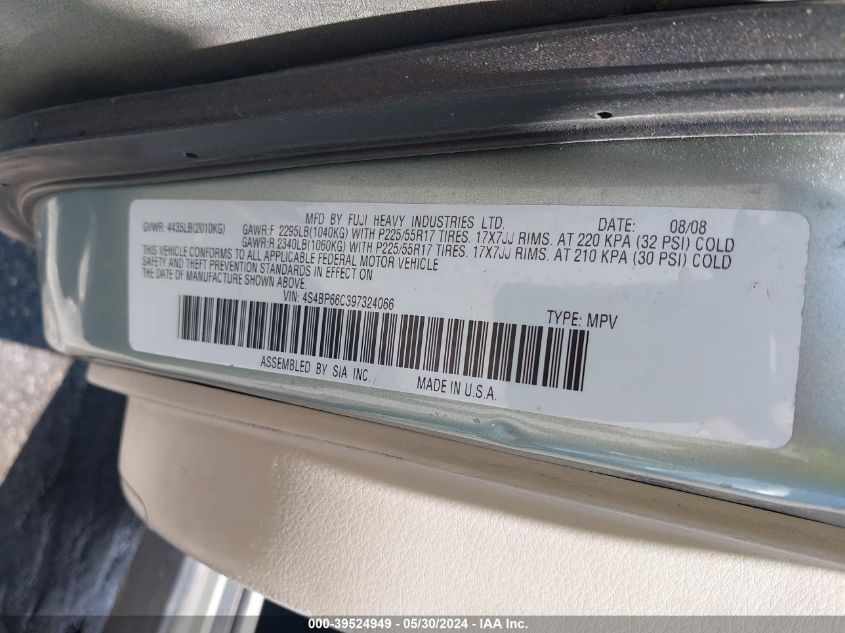 MFD BY FUJI HEAVY INDUSTRIES LTD. DATE: 08/08
GVWR: 4435LB(2010KG) GAWR:F 2295LB(1040KG) WITH P225/55R17 TIRES. 17X7JJ RIMS. AT 220 KPA (32 PSI) COLD
GAWR:R 2340LB(1060KG) WITH P225/55R17 TIRES. 17X7JJ RIMS. AT 210 KPA (30 PSI) COLD
THIS VEHICLE CONFORMS TO ALL APPLICABLE FEDERAL MOTOR VEHICLE
SAFETY AND THEFT PREVENTION STANDARDS IN EFFECT ON
THE DATE OF MANUFACTURE SHOWN ABOVE.
VIN: 4S4BP66C397324066 TYPE: MPV
ASSEMBLED BY SIA INC. MADE IN U.S.A.
000-39524949 - 05/30/2024 - IAA Inc.